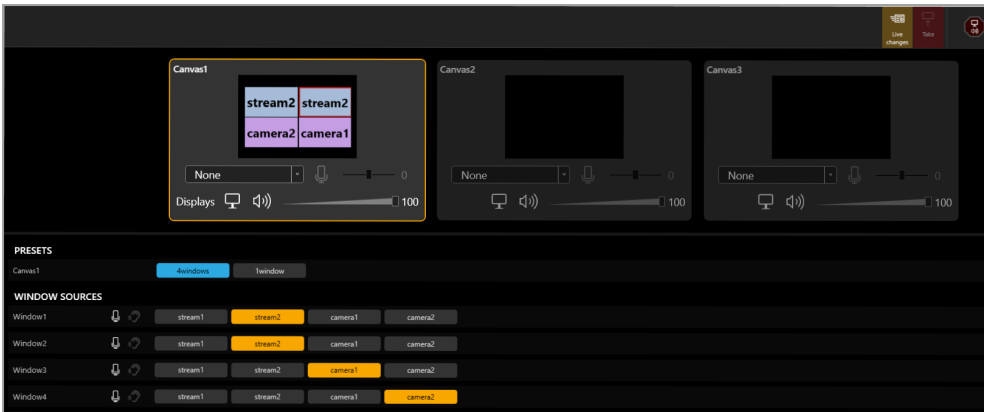 Live changes
Take
Canvas1
Canvas2
Canvas3
stream2 stream2
camera2 camera1
None 0
None 0
None 0
Displays 100
100
100
PRESETS
Canvas1 4windows 1window
WINDOW SOURCES
Window1 stream1 stream2 camera1 camera2
Window2 stream1 stream2 camera1 camera2
Window3 stream1 stream2 camera1 camera2
Window4 stream1 stream2 camera1 camera2